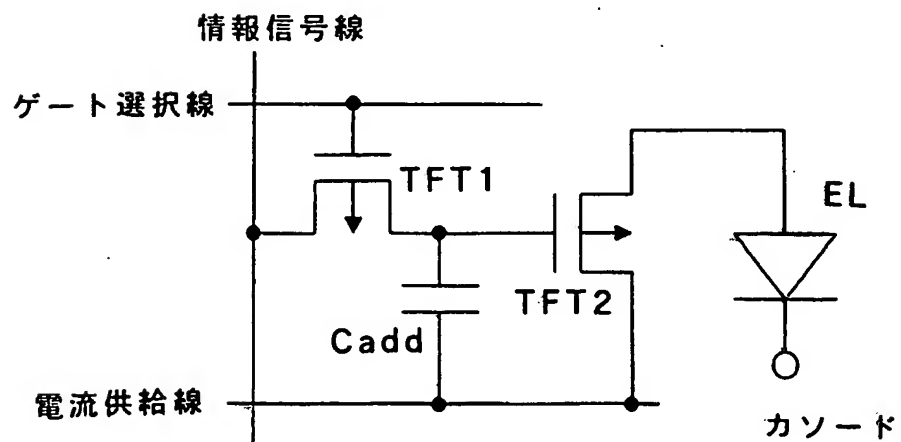 情報信号線
ゲート選択線
TFT1
EL
TFT2
Cadd
電流供給線
カソード